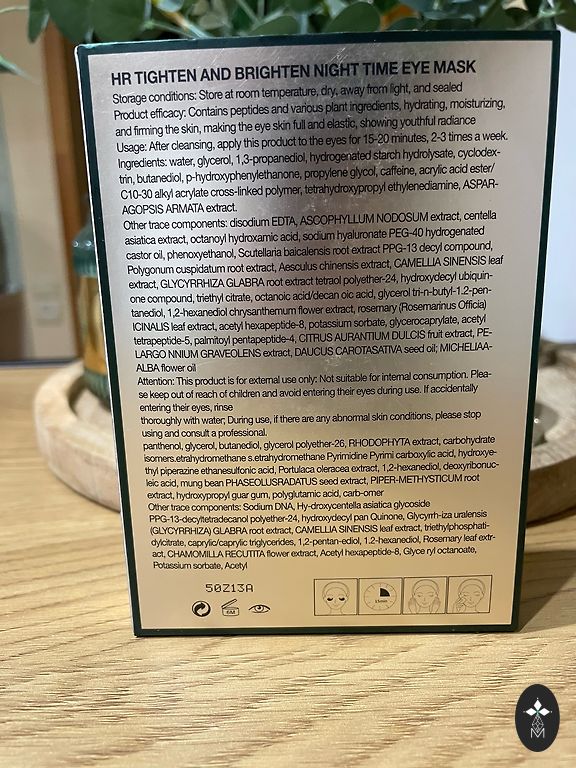 HR TIGHTEN AND BRIGHTEN NIGHT TIME EYE MASK
Storage conditions: Store at room temperature, dry, away from light, and sealed
Product efficacy: Contains peptides and various plant ingredients, hydrating, moisturizing,
and firming the skin, making the eye skin full and elastic, showing youthful radiance
Usage: After cleansing, apply this product to the eyes for 15-20 minutes, 2-3 times a week.
Ingredients: water, glycerol, 1,3-propanediol, hydrogenated starch hydrolysate, cyclodex-
trin, butanediol, p-hydroxyphenylethanone, propylene glycol, caffeine, acrylic acid ester/
C10-30 alkyl acrylate cross-linked polymer, tetrahydroxypropyl ethylenediamine, ASPAR-
AGOPSIS ARMATA extract.
Other trace components: disodium EDTA, ASCOPHYLLUM NODOSUM extract, centella
asiatica extract, octanoyl hydroxamic acid, sodium hyaluronate PEG-40 hydrogenated
castor oil, phenoxyethanol, Scutellaria baicalensis root extract PPG-13 decyl compound,
Polygonum cuspidatum root extract, Aesculus chinensis extract, CAMELLIA SINENSIS leaf
extract, GLYCYRRHIZA GLABRA root extract tetraol polyether-24, hydroxydecyl ubiquin-
one compound, triethyl citrate, octanoic acid/decan oic acid, glycerol tri-n-butyl-1.2-pen-
tanediol, 1,2-hexanediol chrysanthemum flower extract, rosemary (Rosemarinus Officia)
ICINALIS leaf extract, acetyl hexapeptide-8, potassium sorbate, glycerocaprylate, acetyl
tetrapeptide-5, palmitoyl pentapeptide-4, CITRUS AURANTIUM DULCIS fruit extract, PE-
LARGO NNIUM GRAVEOLENS extract, DAUCUS CAROTASATIVA seed oil; MICHELIAA-
ALBA flower oil
Attention: This product is for external use only: Not suitable for internal consumption. Plea-
se keep out of reach of children and avoid entering their eyes during use. If accidentally
entering their eyes, rinse
thoroughly with water; During use, if there are any abnormal skin conditions, please stop
using and consult a professional.
panthenol, glycerol, butanediol, glycerol polyether-26, RHODOPHYTA extract, carbohydrate
isomers.etrahydromethane s.etrahydromethane Pyrimidine Pyrimi carboxylic acid, hydroxye-
thyl piperazine ethanesulfonic acid, Portulaca oleracea extract, 1,2-hexanediol, deoxyribonuc-
leic acid, mung bean PHASEOLUSRADATUS seed extract, PIPER-METHYSTICUM root
extract, hydroxypropyl guar gum, polyglutamic acid, carb-omer
Other trace components: Sodium DNA, Hy-droxycentella asiatica glycoside
PPG-13-decyltetradecanol polyether-24, hydroxydecyl pan Quinone, Glycyrrh-iza uralensis
(GLYCYRRHIZA) GLABRA root extract, CAMELLIA SINENSIS leaf extract, triethylphosphati-
dylcitrate, caprylic/caprylic triglycerides, 1,2-pentan-ediol, 1.2-hexanediol, Rosemary leaf extr-
act, CHAMOMILLA RECUTITA flower extract, Acetyl hexapeptide-8, Glyce ryl octanoate,
Potassium sorbate, Acetyl
50Z13A
15min
M